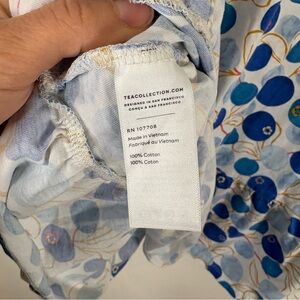 TEACOLLECTION.COM
DESIGNED IN SAN FRANCISCO
CONÇU À SAN FRANCISCO
RN 107708
Made in Vietnam
Fabriqué au Vietnam
100% Cotton
100% Coton